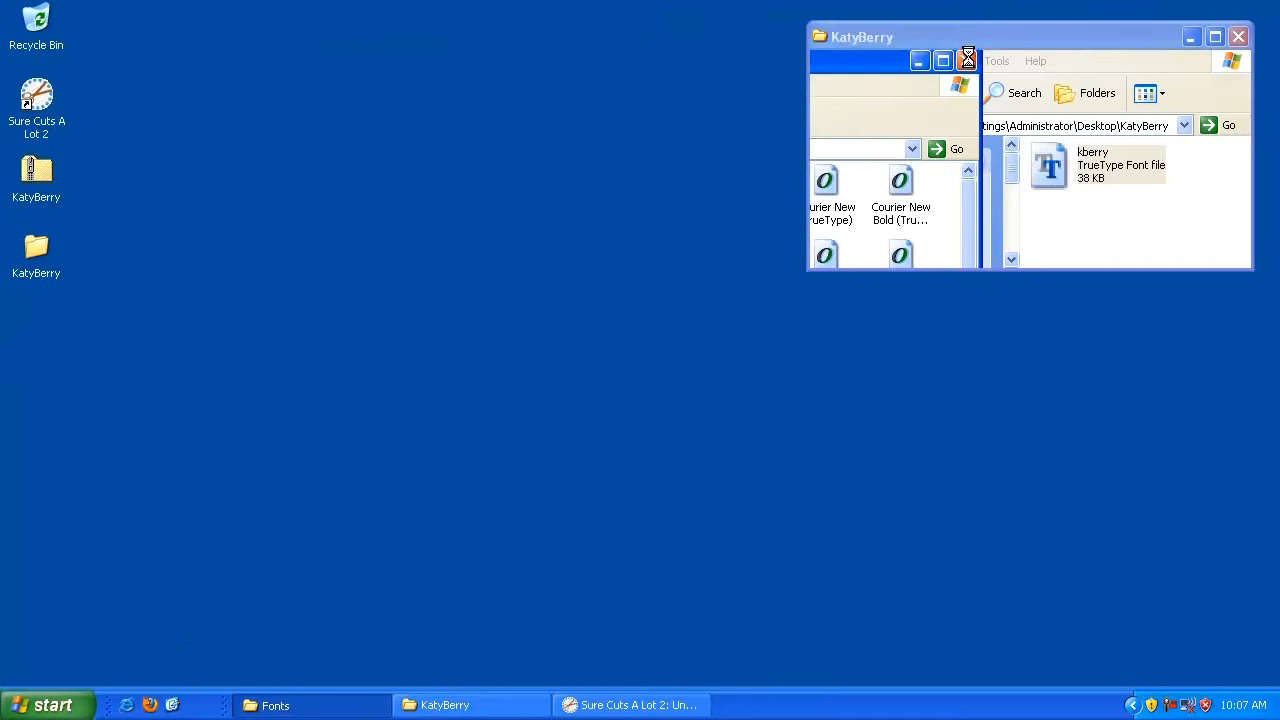 Recycle Bin
Sure Cuts A
Lot 2
KatyBerry
KatyBerry
KatyBerry
Tools
Help
Search
Folders
tings\Administrator\Desktop\KatyBerry
Go
Go
kberry
TrueType Font file
38 KB
urier New
rueType)
Courier New
Bold (Tru...
start
Fonts
KatyBerry
Sure Cuts A Lot 2: Un...
10:07 AM